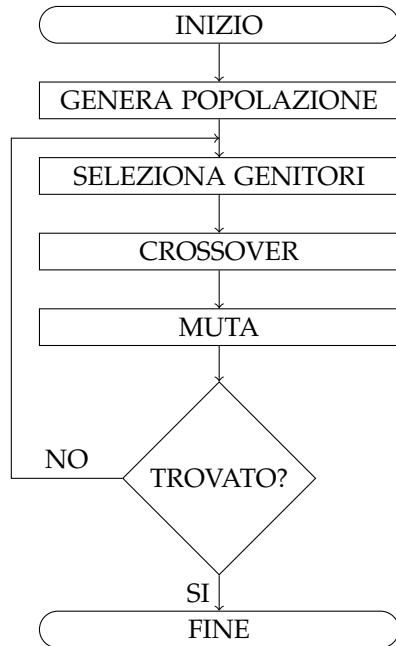 INIZIO
GENERA POPOLAZIONE
SELEZIONA GENITORI
CROSSOVER
MUTA
NO
TROVATO?
SI
FINE